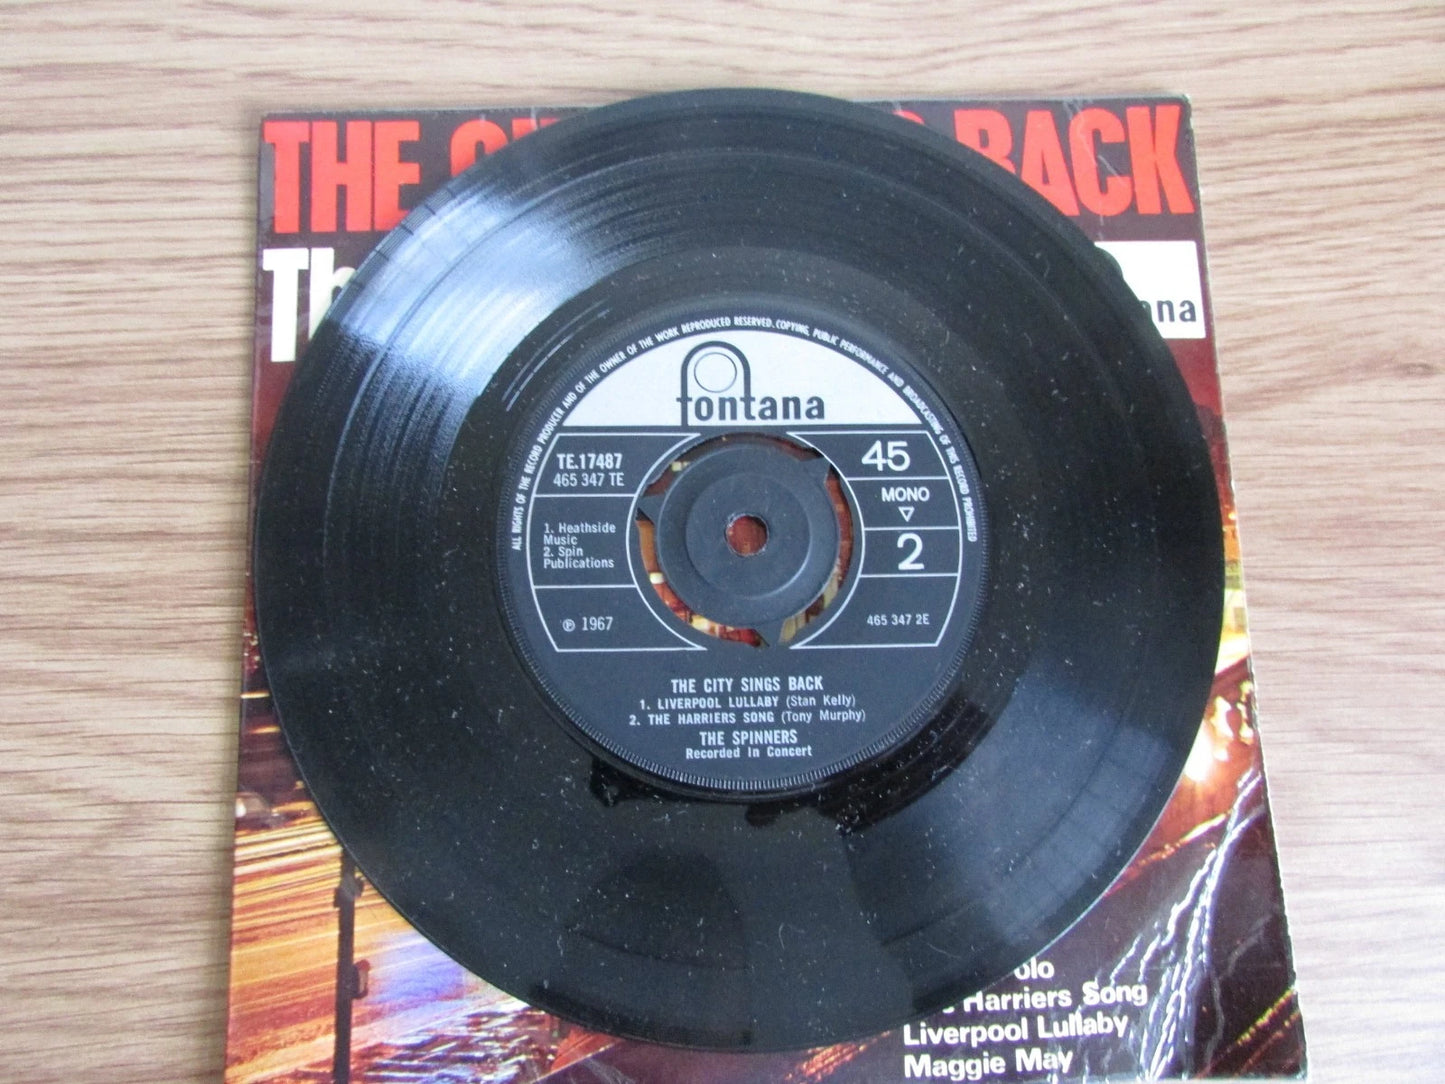 THE BACK
Th
ana
ALL RIGHTS OF THE RECORD PRODUCER AND OF THE OWNER OF THE WORK REPRODUCED RESERVED. COPYING, PUBLIC PERFORMANCE AND BROADCASTING OF THIS RECORD PROHIBITED
fontana
TE.17487
465 347 TE
45
MONO
2
1. Heathside
Music
2. Spin
Publications
℗ 1967
465 347 2E
THE CITY SINGS BACK
1. LIVERPOOL LULLABY (Stan Kelly)
2. THE HARRIERS SONG (Tony Murphy)
THE SPINNERS
Recorded In Concert
olo
Harriers Song
Liverpool Lullaby
Maggie May